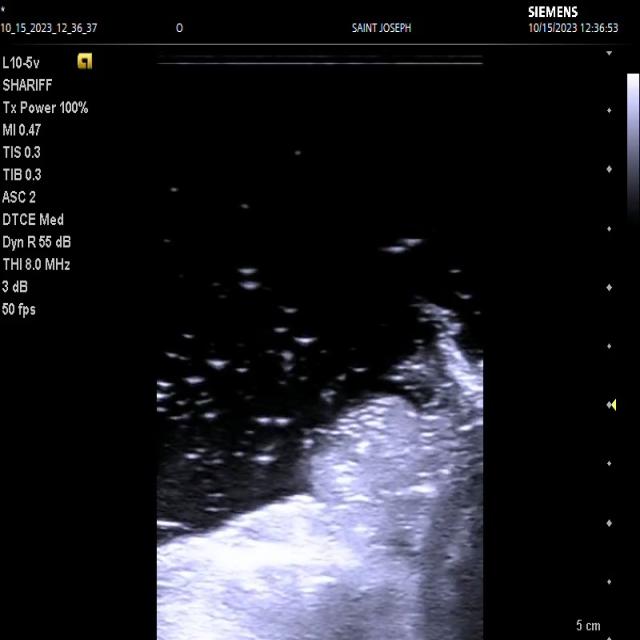 *
SIEMENS
10_15_2023_12_36_37 O SAINT JOSEPH 10/15/2023 12:36:53
L10-5v
SHARIFF
Tx Power 100%
MI 0.47
TIS 0.3
TIB 0.3
ASC 2
DTCE Med
Dyn R 55 dB
THI 8.0 MHz
3 dB
50 fps
5 cm